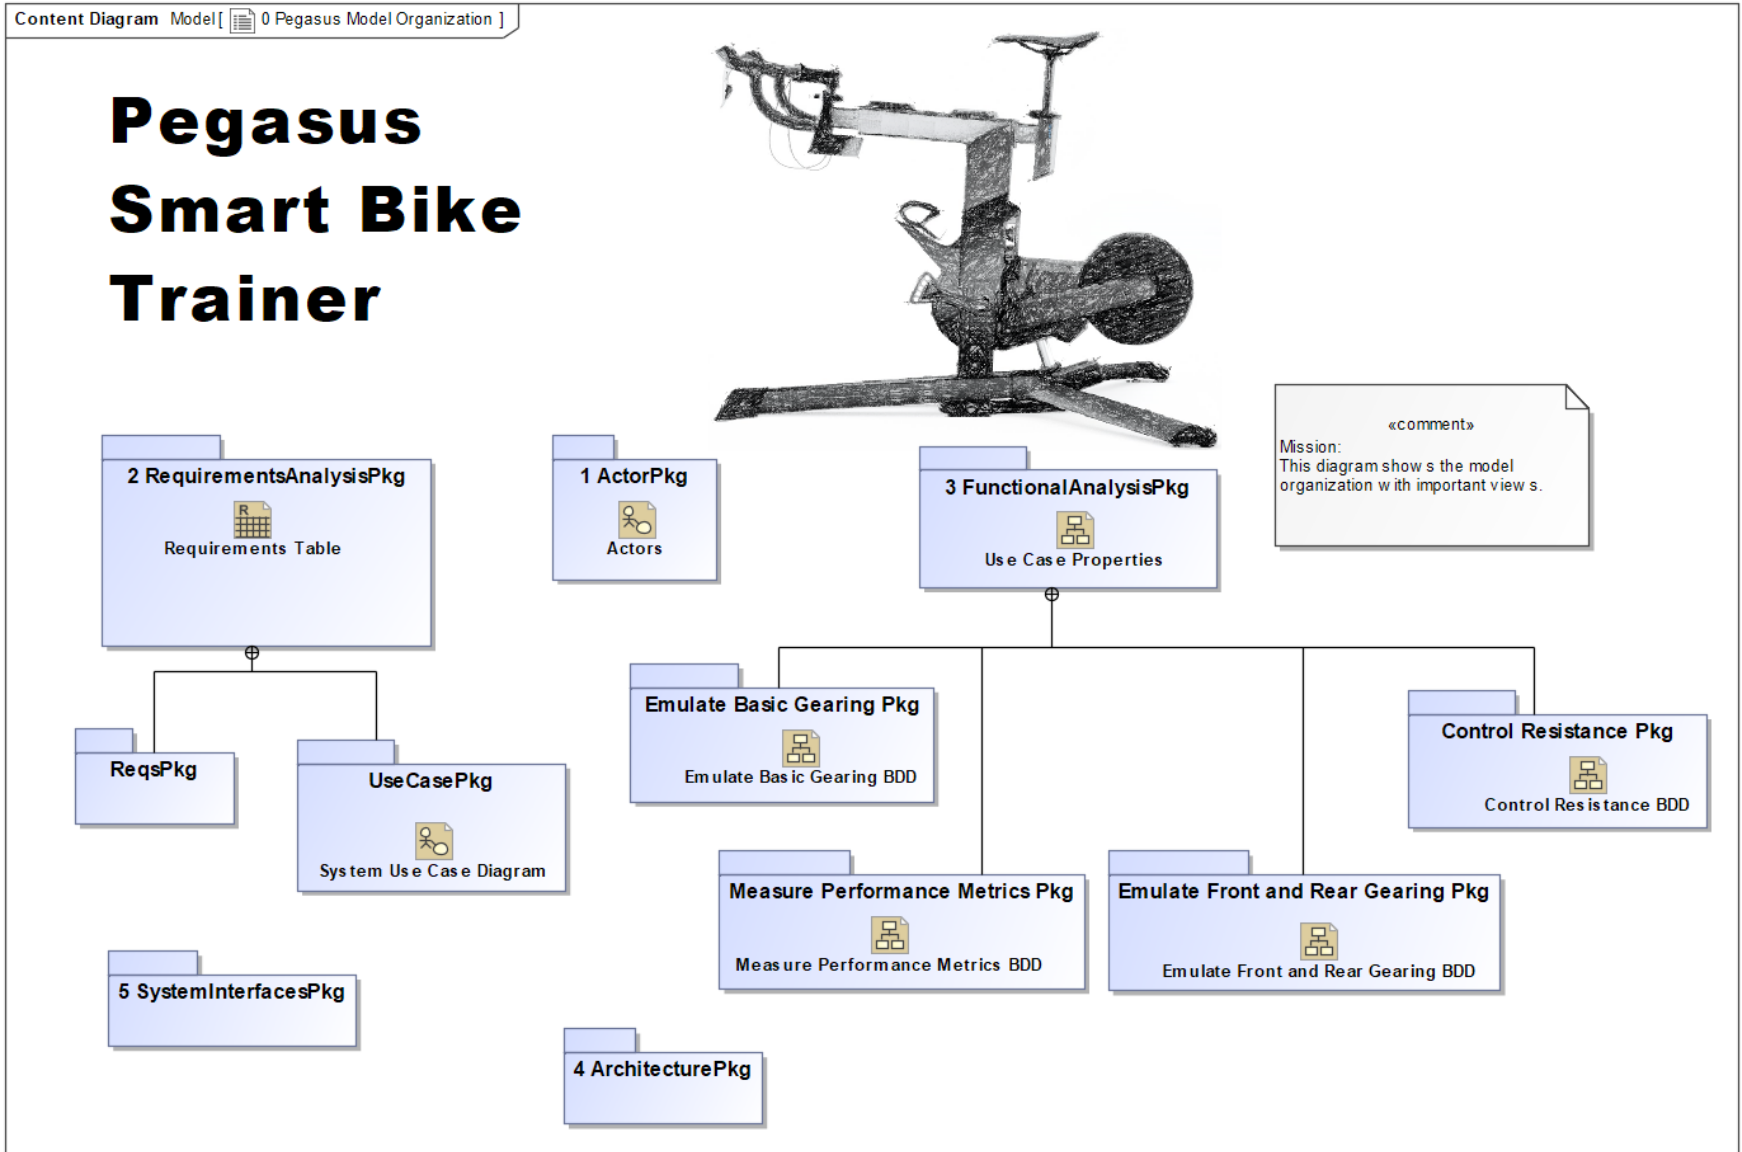 Content Diagram Model[ 0 Pegasus Model Organization ]
Pegasus
Smart Bike
Trainer
«comment»
Mission:
This diagram shows the model
organization with important views.
2 RequirementsAnalysisPkg
R
Requirements Table
1 ActorPkg
Actors
3 FunctionalAnalysisPkg
Use Case Properties
ReqsPkg
UseCasePkg
System Use Case Diagram
Emulate Basic Gearing Pkg
Emulate Basic Gearing BDD
Control Resistance Pkg
Control Resistance BDD
Measure Performance Metrics Pkg
Measure Performance Metrics BDD
Emulate Front and Rear Gearing Pkg
Emulate Front and Rear Gearing BDD
5 SystemInterfacesPkg
4 ArchitecturePkg